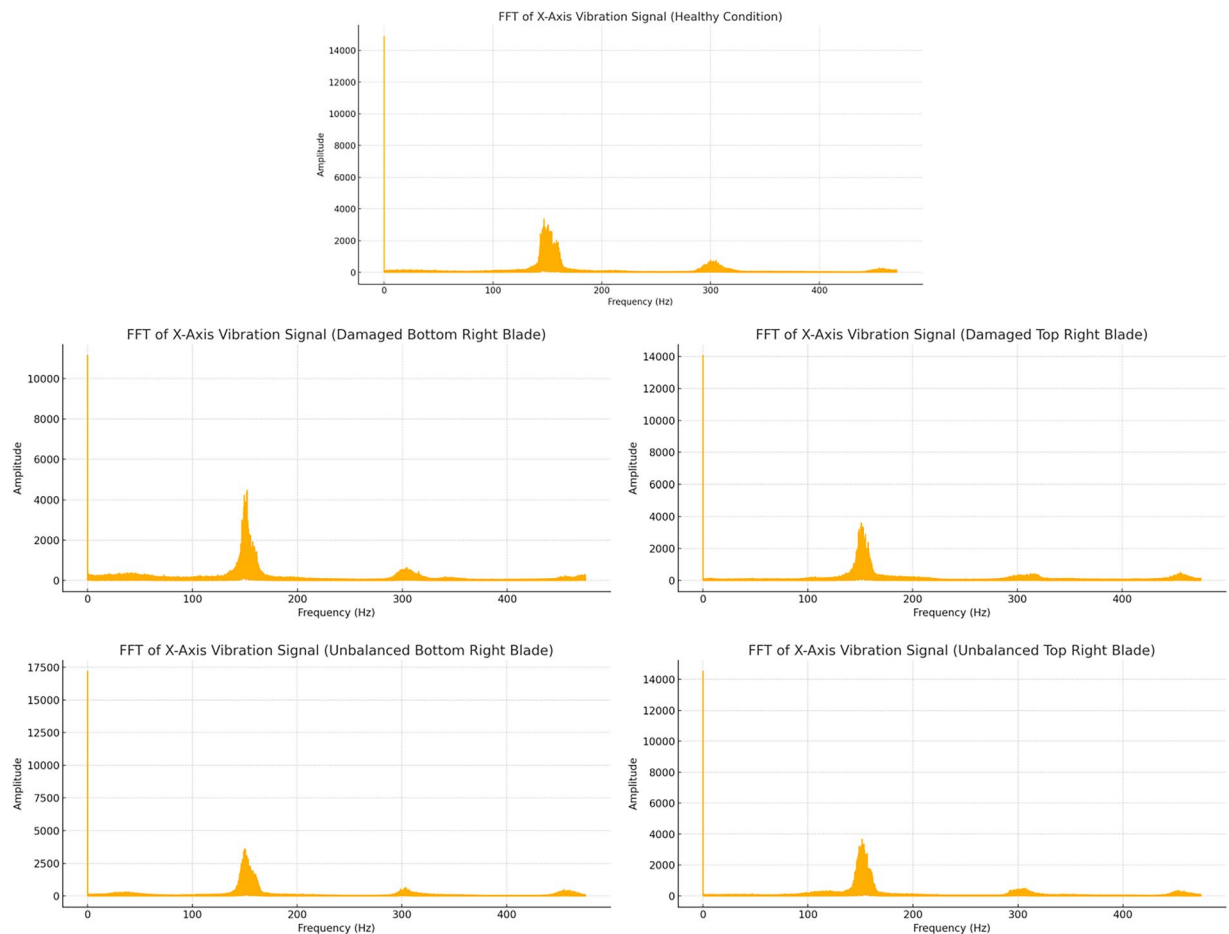 FFT of X-Axis Vibration Signal (Healthy Condition)
14000
12000
10000
8000
6000
4000
2000
0
Amplitude
0 100 200 300 400
Frequency (Hz)
FFT of X-Axis Vibration Signal (Damaged Bottom Right Blade)
10000
8000
6000
4000
2000
0
Amplitude
0 100 200 300 400
Frequency (Hz)
FFT of X-Axis Vibration Signal (Damaged Top Right Blade)
14000
12000
10000
8000
6000
4000
2000
0
Amplitude
0 100 200 300 400
Frequency (Hz)
FFT of X-Axis Vibration Signal (Unbalanced Bottom Right Blade)
17500
15000
12500
10000
7500
5000
2500
0
Amplitude
0 100 200 300 400
Frequency (Hz)
FFT of X-Axis Vibration Signal (Unbalanced Top Right Blade)
14000
12000
10000
8000
6000
4000
2000
0
Amplitude
0 100 200 300 400
Frequency (Hz)